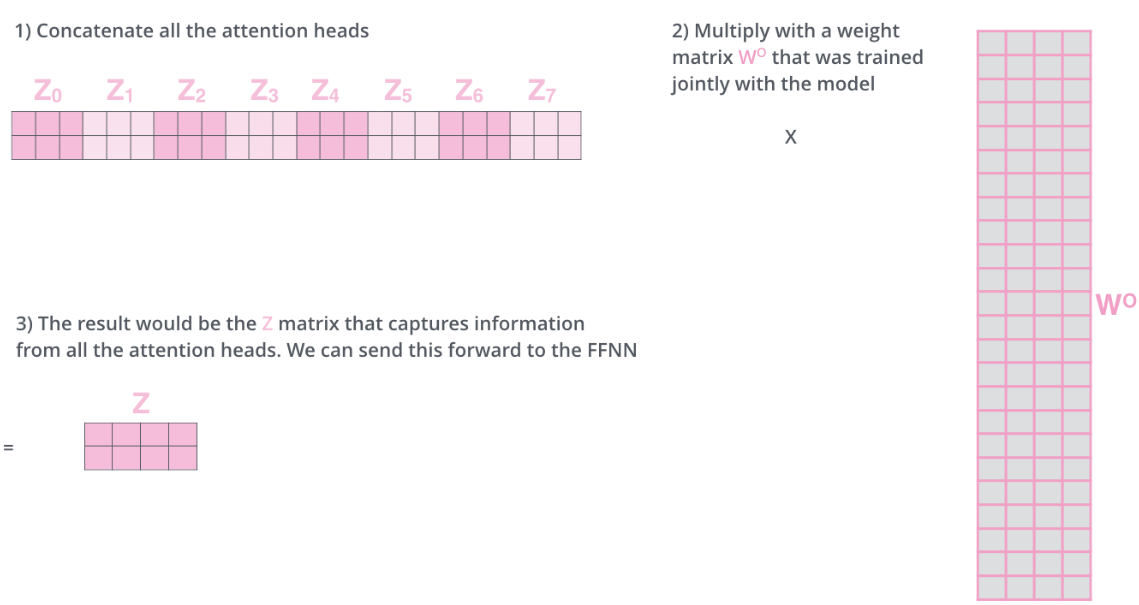 1) Concatenate all the attention heads
Z0 Z1 Z2 Z3 Z4 Z5 Z6 Z7
2) Multiply with a weight
matrix W^O that was trained
jointly with the model
X
W^O
3) The result would be the Z matrix that captures information
from all the attention heads. We can send this forward to the FFNN
Z
=